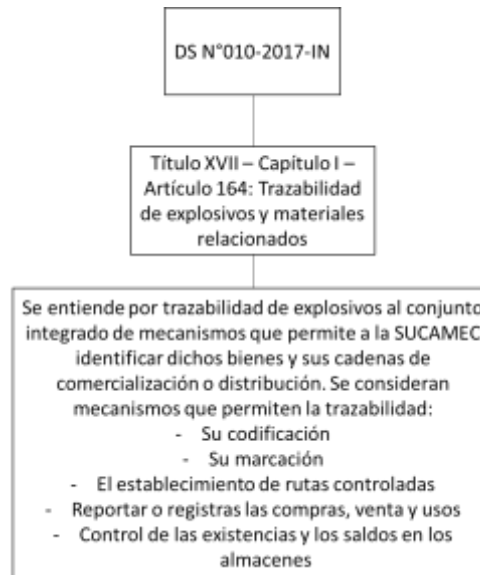 DS N°010-2017-IN
Título XVII – Capítulo I –
Artículo 164: Trazabilidad
de explosivos y materiales
relacionados
Se entiende por trazabilidad de explosivos al conjunto
integrado de mecanismos que permite a la SUCAMEC
identificar dichos bienes y sus cadenas de
comercialización o distribución. Se consideran
mecanismos que permiten la trazabilidad:
- Su codificación
- Su marcación
- El establecimiento de rutas controladas
- Reportar o registras las compras, venta y usos
- Control de las existencias y los saldos en los
almacenes